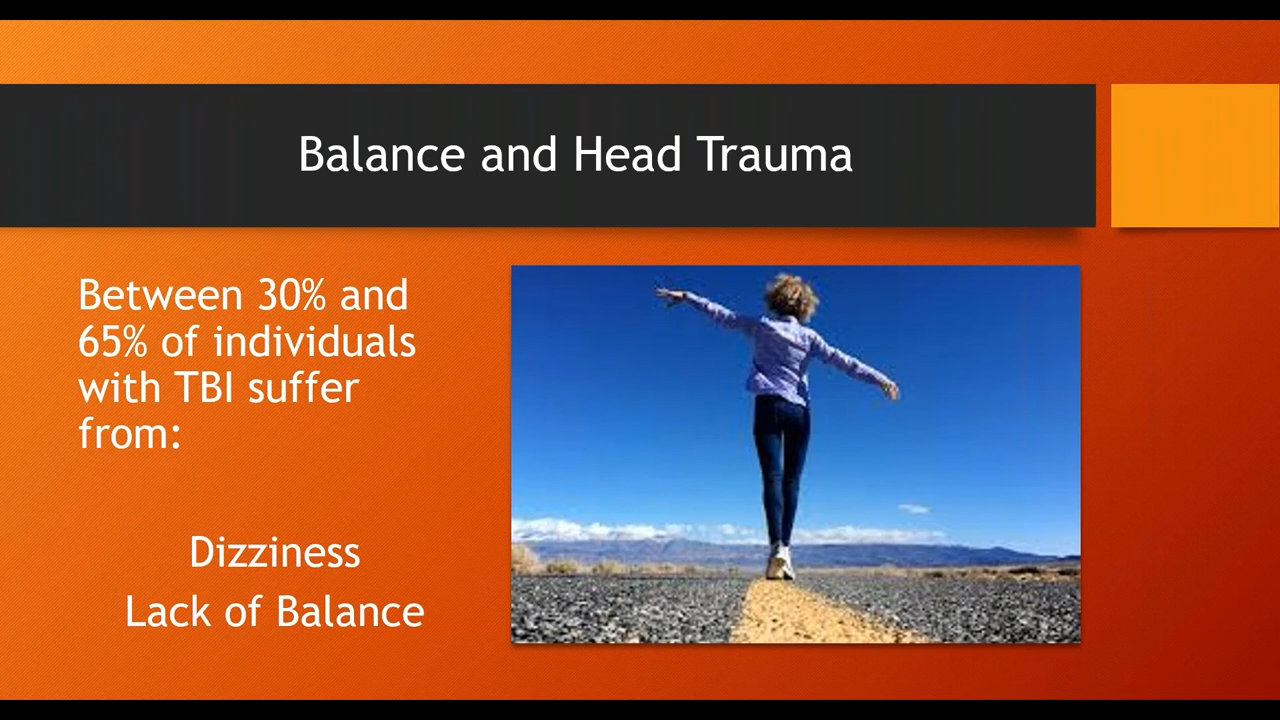 Balance and Head Trauma
Between 30% and
65% of individuals
with TBI suffer
from:
Dizziness
Lack of Balance